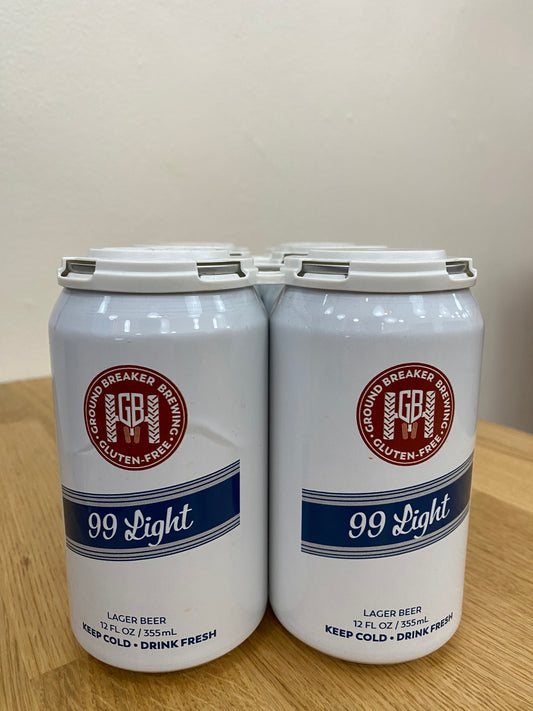 GROUND BREAKER BREWING
GB
• GLUTEN-FREE •
99 Light
LAGER BEER
12 FL OZ / 355mL
KEEP COLD • DRINK FRESH
GROUND BREAKER BREWING
GB
• GLUTEN-FREE •
99 Light
LAGER BEER
12 FL OZ / 355mL
KEEP COLD • DRINK FRESH